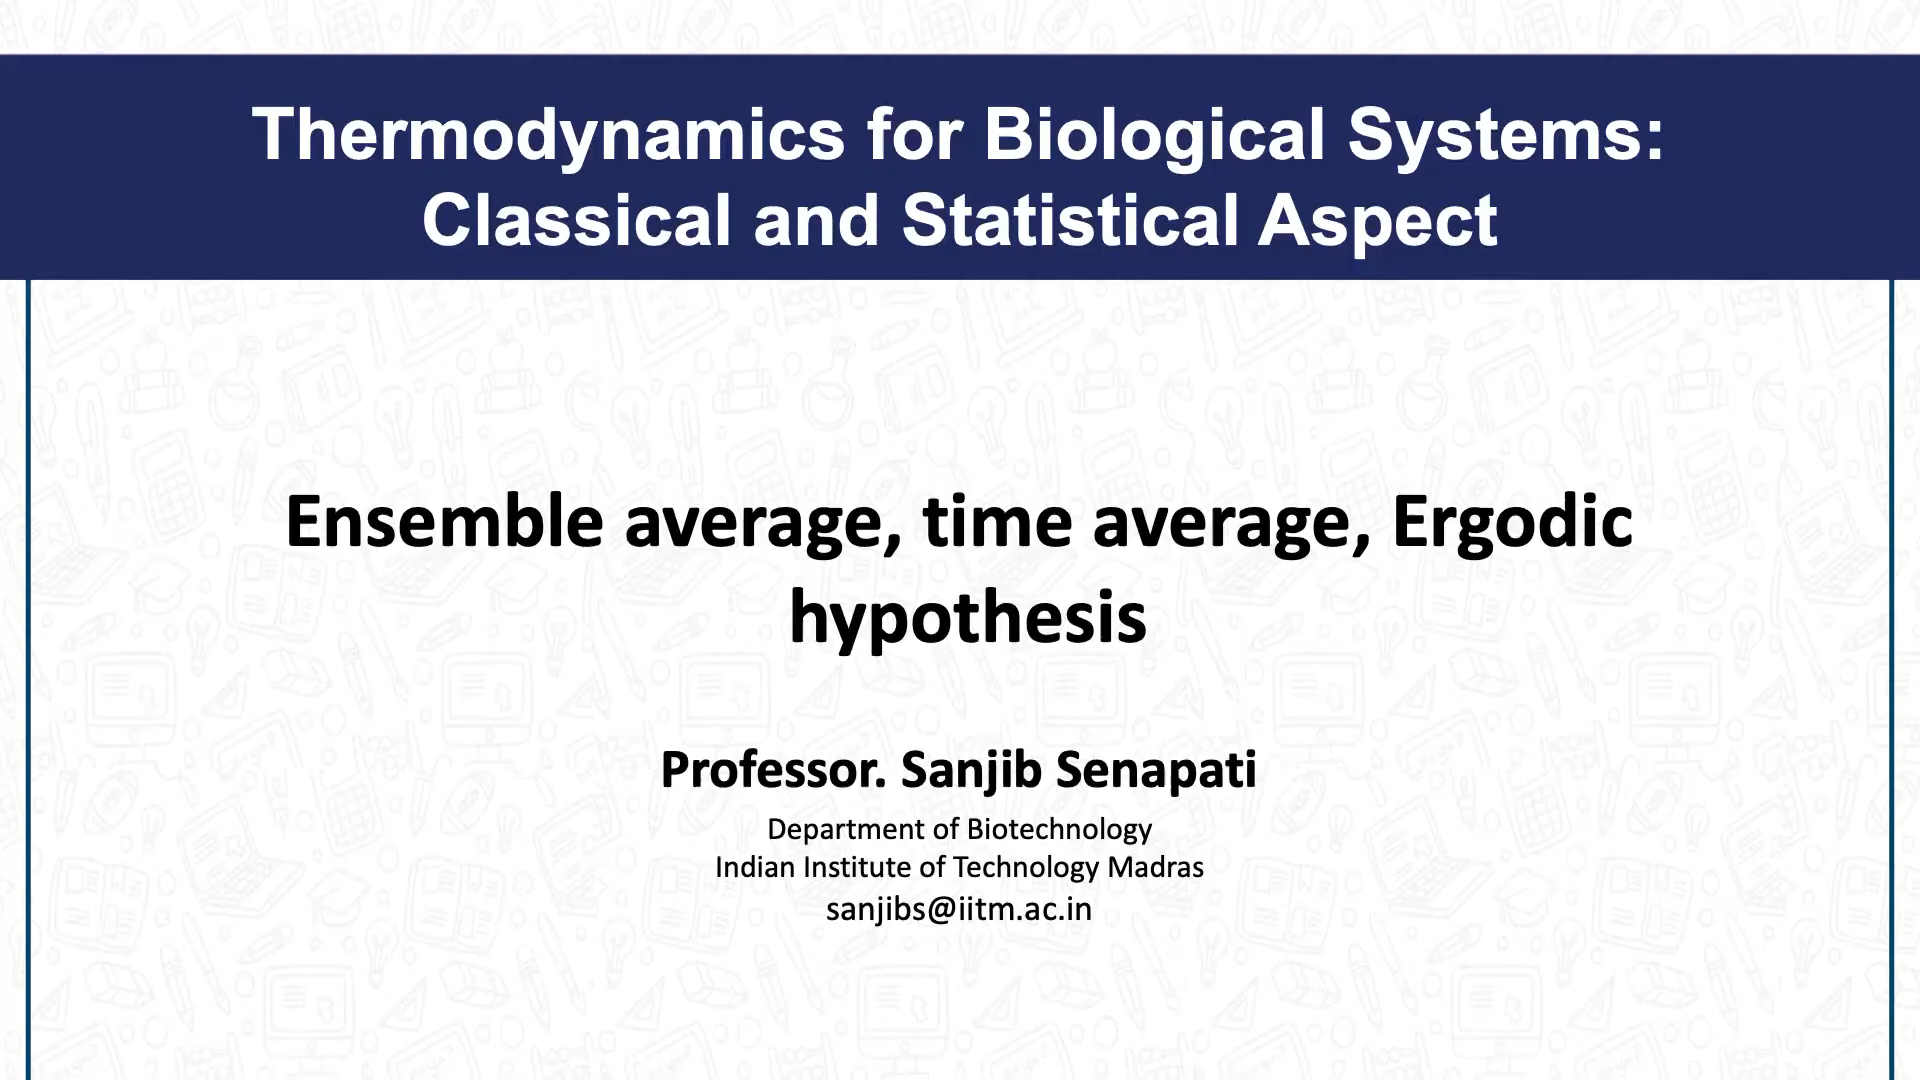 Thermodynamics for Biological Systems:
Classical and Statistical Aspect
Ensemble average, time average, Ergodic
hypothesis
Professor. Sanjib Senapati
Department of Biotechnology
Indian Institute of Technology Madras
sanjibs@iitm.ac.in